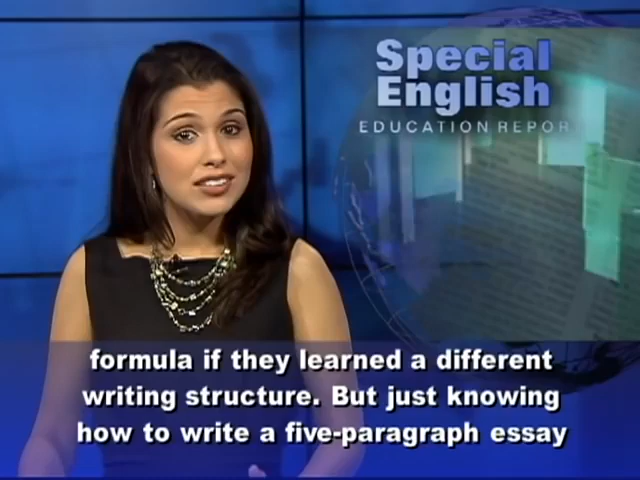 Special
English
EDUCATION REPOR
formula if they learned a different
writing structure. But just knowing
how to write a five-paragraph essay